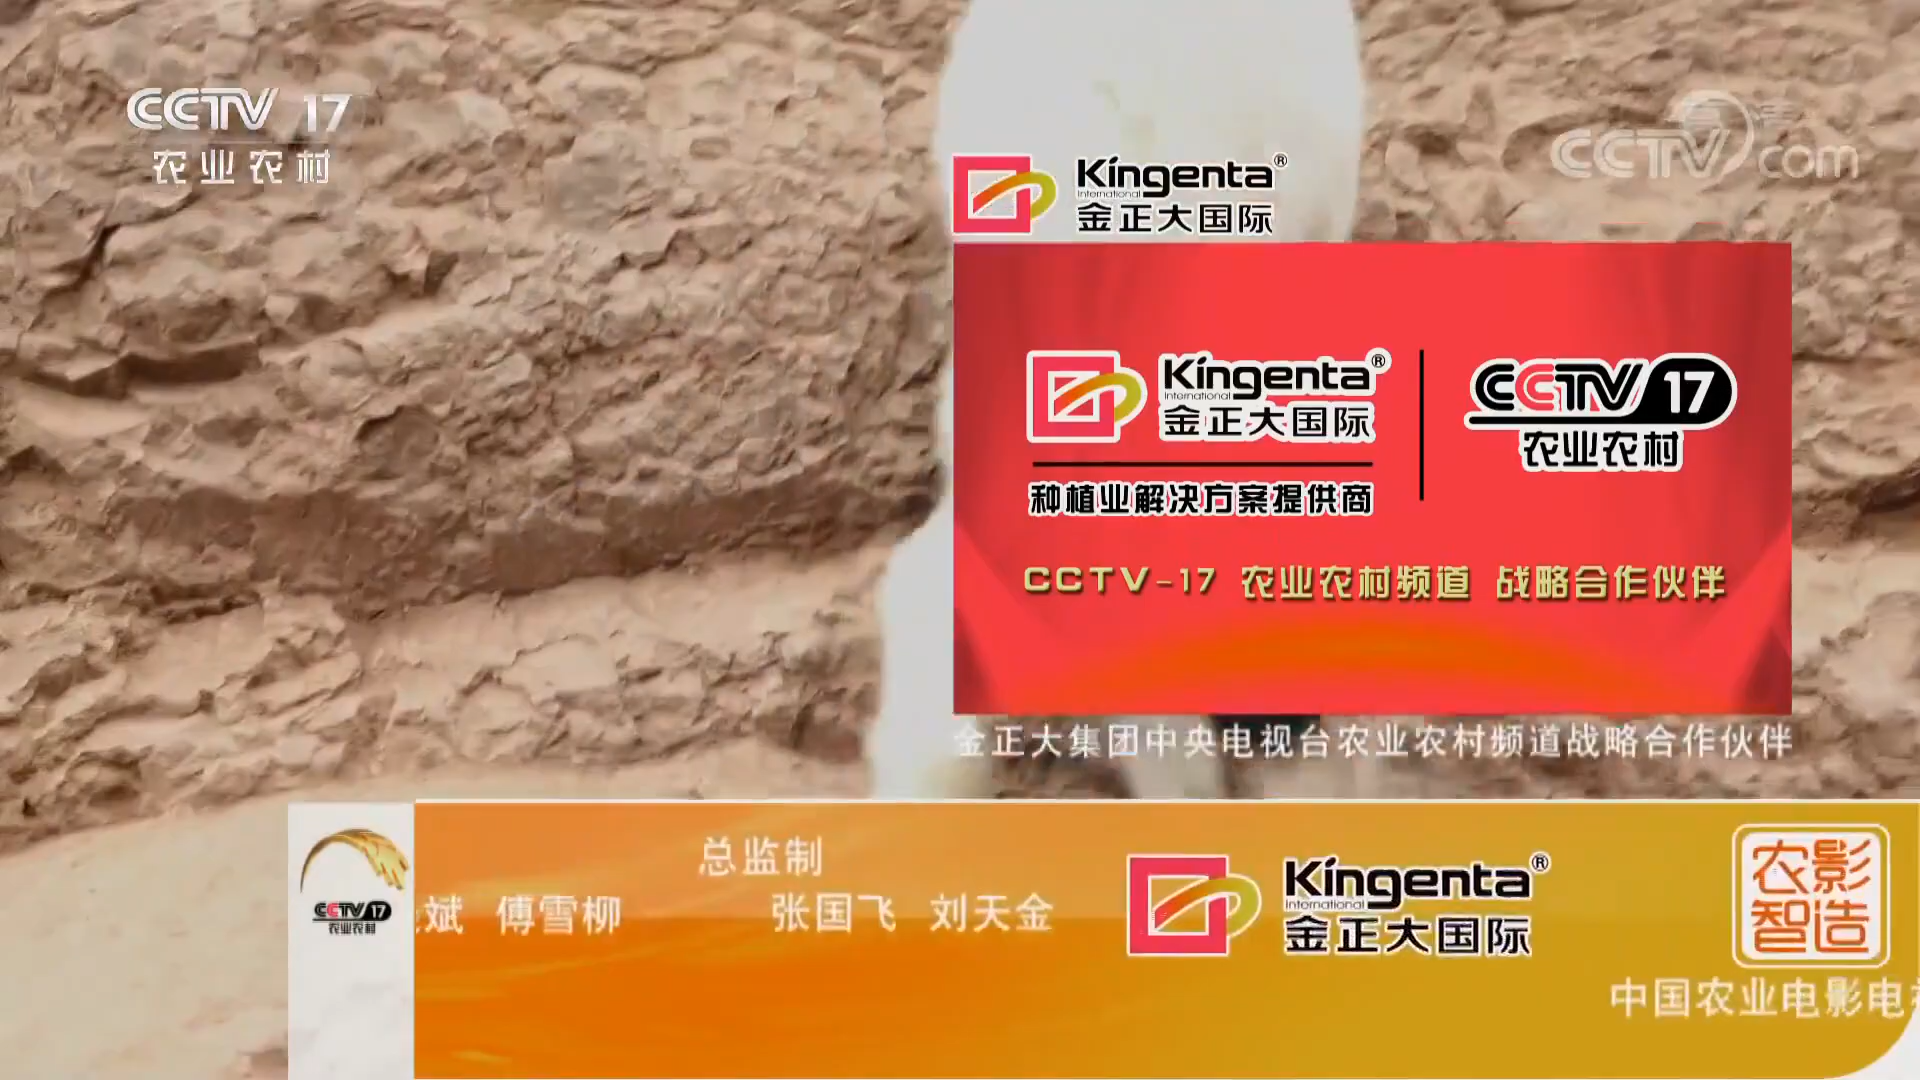 CCTV 17
农业农村
CCTV.com
Kingenta®
International
金正大国际
Kingenta®
International
金正大国际
种植业解决方案提供商
CCTV 17
农业农村
CCTV-17 农业农村频道 战略合作伙伴
金正大集团中央电视台农业农村频道战略合作伙伴
CCTV 17
农业农村
总监制
斌 傅雪柳
张国飞 刘天金
Kingenta®
International
金正大国际
农影
智造
中国农业电影电